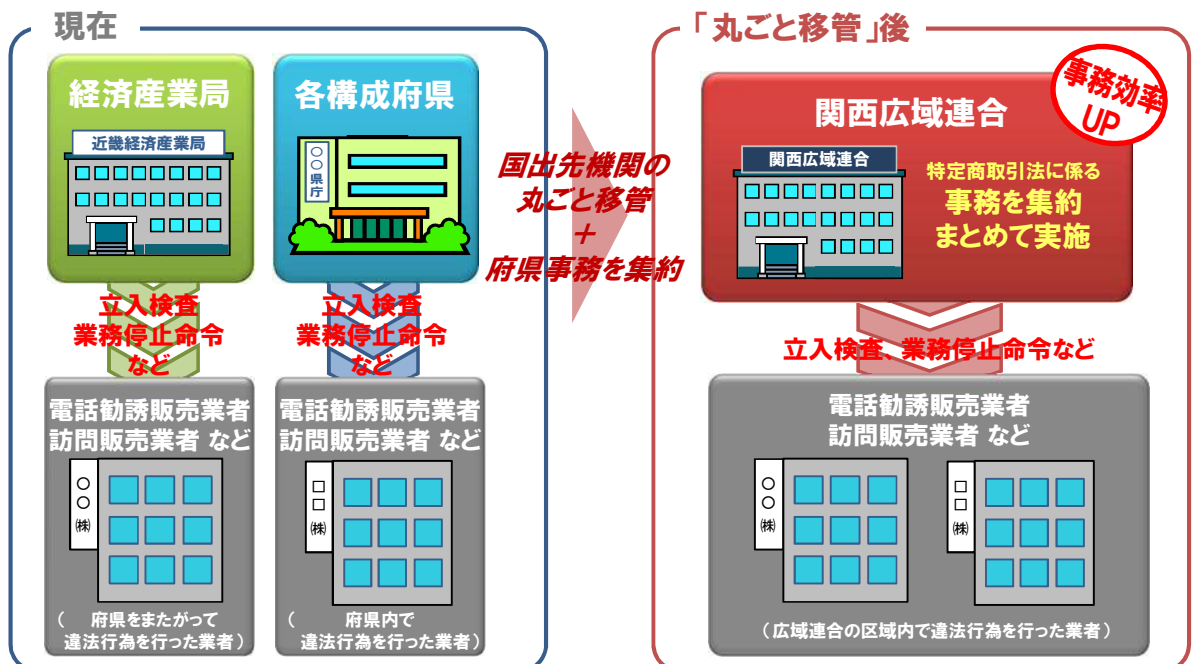 現在
経済産業局
近畿経済産業局
立入検査
業務停止命令
など
電話勧誘販売業者
訪問販売業者 など
○○㈱
( 府県をまたがって
違法行為を行った業者)
各構成府県
○○県庁
立入検査
業務停止命令
など
電話勧誘販売業者
訪問販売業者 など
□□㈱
( 府県内で
違法行為を行った業者)
国出先機関の
丸ごと移管
+
府県事務を集約
「丸ごと移管」後
事務効率
UP
関西広域連合
関西広域連合
特定商取引法に係る
事務を集約
まとめて実施
立入検査、業務停止命令など
電話勧誘販売業者
訪問販売業者 など
○○㈱
□□㈱
(広域連合の区域内で違法行為を行った業者)